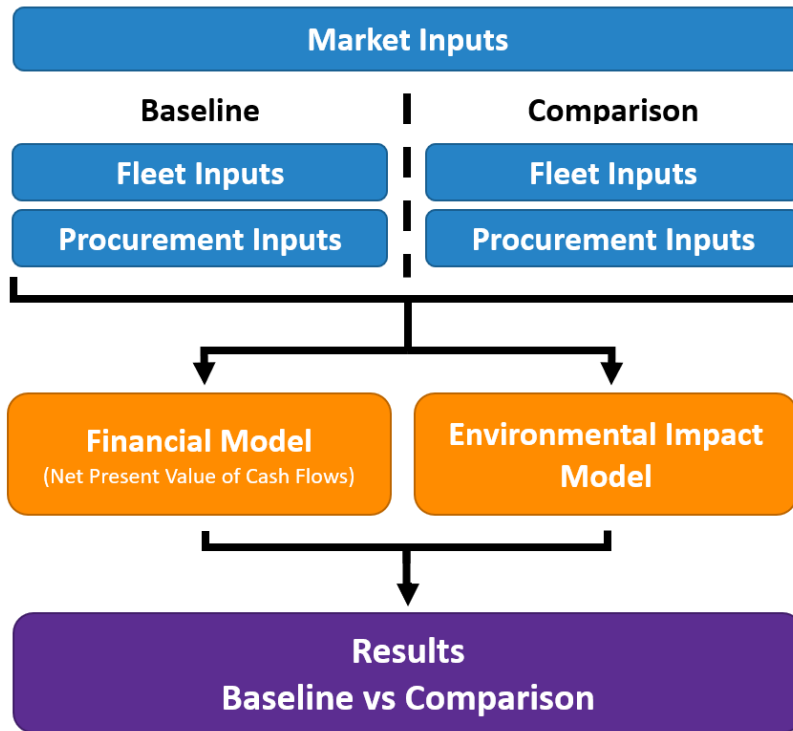 Market Inputs
Baseline
Comparison
Fleet Inputs
Fleet Inputs
Procurement Inputs
Procurement Inputs
Financial Model
(Net Present Value of Cash Flows)
Environmental Impact
Model
Results
Baseline vs Comparison